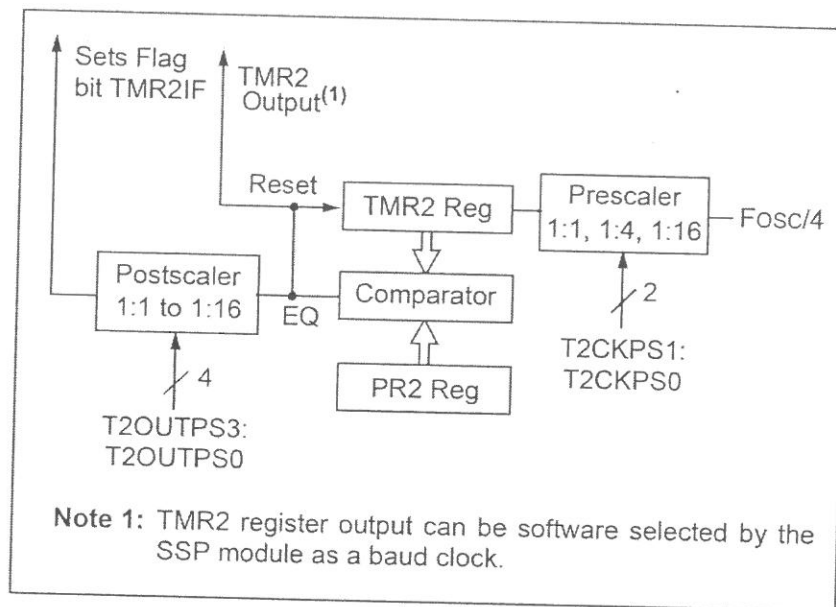 Sets Flag
bit TMR2IF
TMR2
Output(1)
Reset
TMR2 Reg
Prescaler
1:1, 1:4, 1:16
Fosc/4
Postscaler
1:1 to 1:16
EQ
Comparator
2
T2CKPS1:
T2CKPS0
PR2 Reg
4
T2OUTPS3:
T2OUTPS0
Note 1: TMR2 register output can be software selected by the
SSP module as a baud clock.